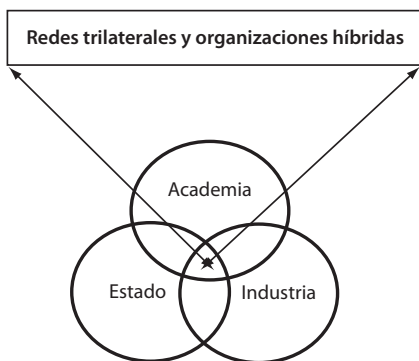 Redes trilaterales y organizaciones híbridas
Academia
Estado
Industria